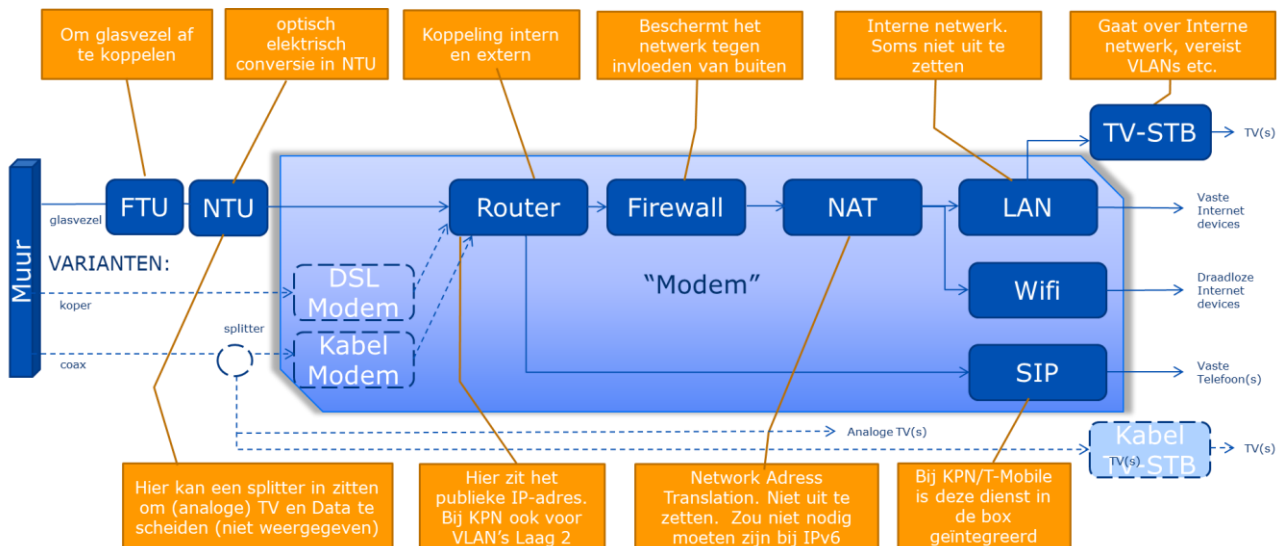 Om glasvezel af
te koppelen
optisch
elektrisch
conversie in NTU
Koppeling intern
en extern
Beschermt het
netwerk tegen
invloeden van buiten
Interne netwerk.
Soms niet uit te
zetten
Gaat over Interne
netwerk, vereist
VLANs etc.
TV-STB
TV(s)
Muur
glasvezel
FTU
NTU
Router
Firewall
NAT
LAN
Vaste
Internet
devices
VARIANTEN:
koper
DSL
Modem
"Modem"
Wifi
Draadloze
Internet
devices
splitter
coax
Kabel
Modem
SIP
Vaste
Telefoon(s)
Analoge TV(s)
Kabel
TV-STB
TV(s)
TV(s)
Hier kan een splitter in zitten
om (analoge) TV en Data te
scheiden (niet weergegeven)
Hier zit het
publieke IP-adres.
Bij KPN ook voor
VLAN's Laag 2
Network Adress
Translation. Niet uit te
zetten. Zou niet nodig
moeten zijn bij IPv6
Bij KPN/T-Mobile
is deze dienst in
de box
geïntegreerd